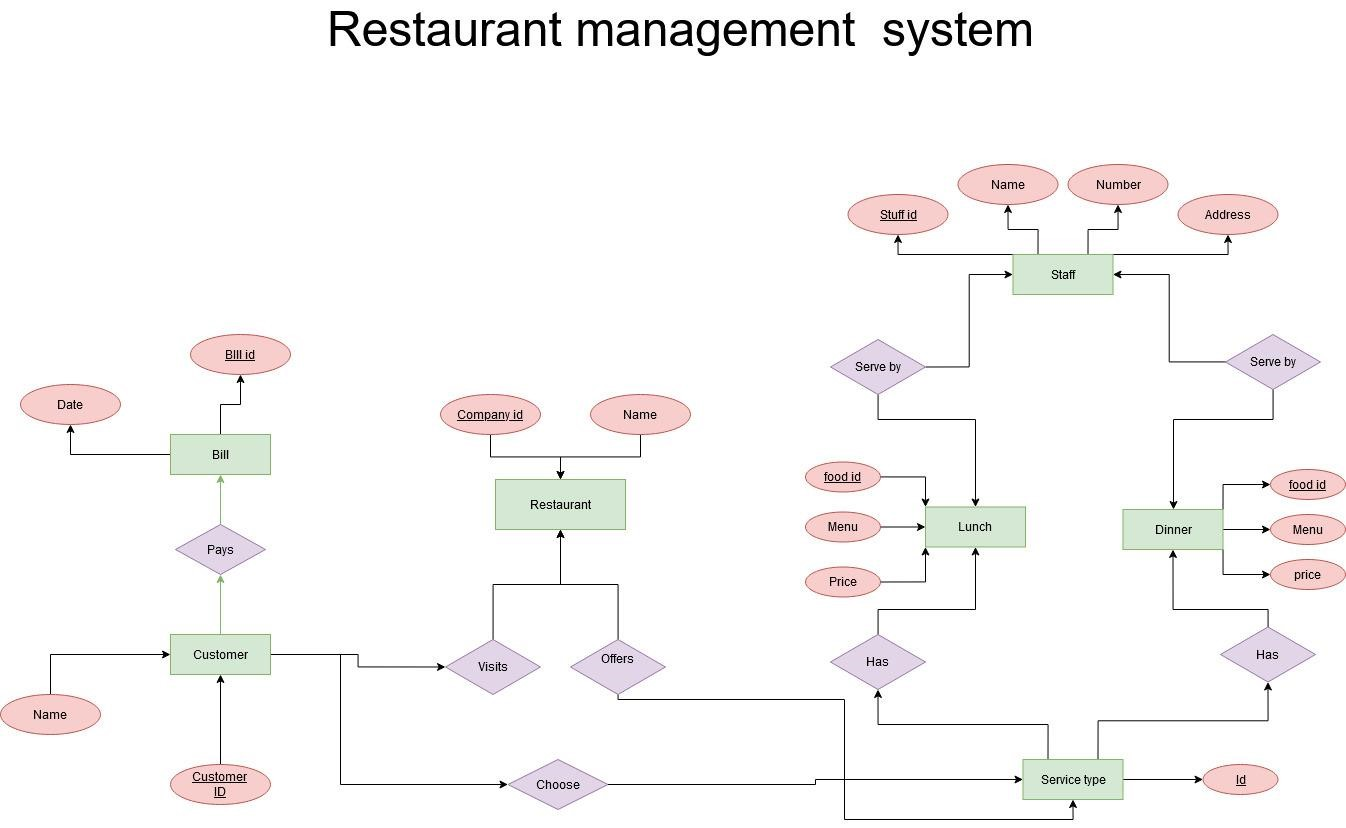 Restaurant management system
Name
Number
Stuff id
Address
Staff
BIII id
Serve by
Serve by
Date
Company id
Name
Bill
food id
food id
Restaurant
Menu
Lunch
Dinner
Menu
Pays
Price
price
Customer
Visits
Offers
Has
Has
Name
Customer
ID
Choose
Service type
Id